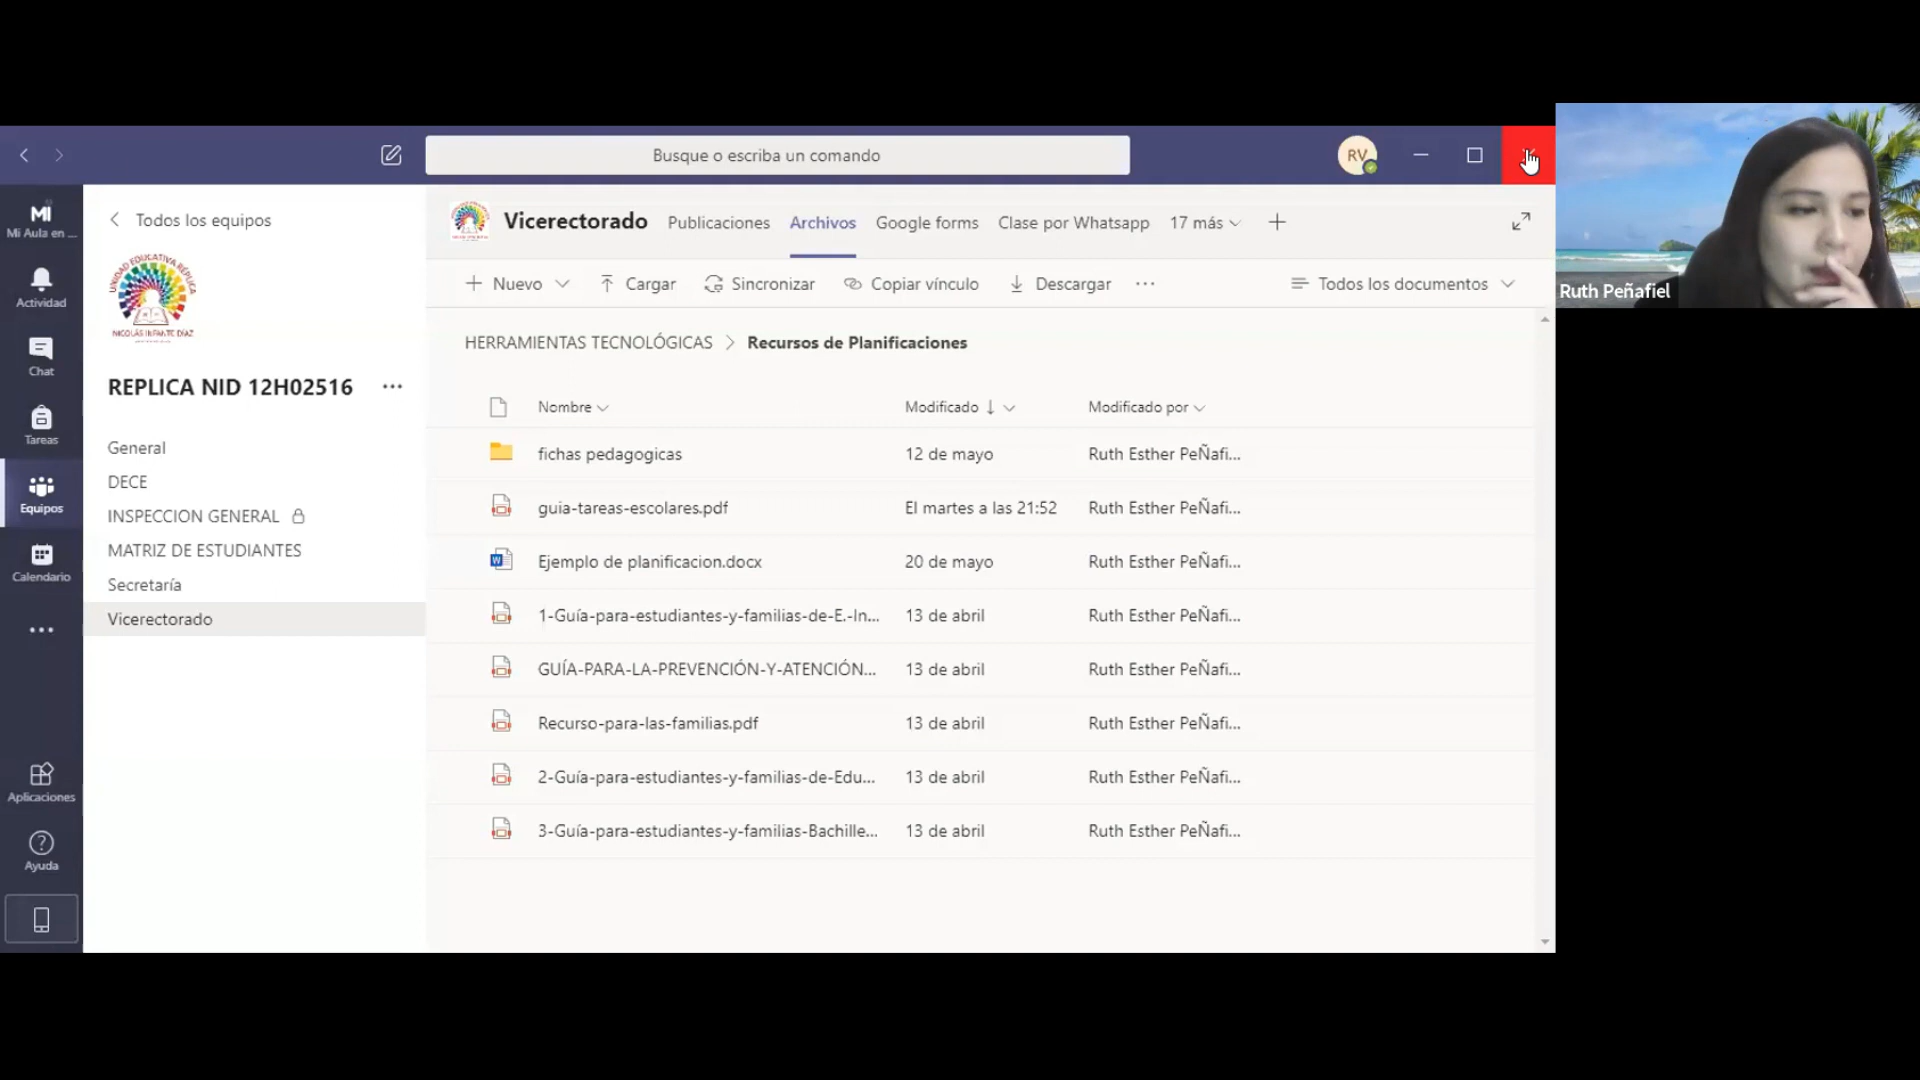 Busque o escriba un comando
RV
Ruth Peñafiel
Mi Aula en ...
Actividad
Chat
Tareas
Equipos
Calendario
Aplicaciones
Ayuda
Todos los equipos
UNIDAD EDUCATIVA RÉPLICA
NICOLÁS INFANTE DÍAZ
REPLICA NID 12H02516
General
DECE
INSPECCION GENERAL
MATRIZ DE ESTUDIANTES
Secretaría
Vicerectorado
Vicerectorado Publicaciones Archivos Google forms Clase por Whatsapp 17 más
Nuevo Cargar Sincronizar Copiar vínculo Descargar ... Todos los documentos
HERRAMIENTAS TECNOLÓGICAS > Recursos de Planificaciones
Nombre Modificado Modificado por
fichas pedagogicas 12 de mayo Ruth Esther PeÑafi...
guia-tareas-escolares.pdf El martes a las 21:52 Ruth Esther PeÑafi...
Ejemplo de planificacion.docx 20 de mayo Ruth Esther PeÑafi...
1-Guía-para-estudiantes-y-familias-de-E.-In... 13 de abril Ruth Esther PeÑafi...
GUÍA-PARA-LA-PREVENCIÓN-Y-ATENCIÓN... 13 de abril Ruth Esther PeÑafi...
Recurso-para-las-familias.pdf 13 de abril Ruth Esther PeÑafi...
2-Guía-para-estudiantes-y-familias-de-Edu... 13 de abril Ruth Esther PeÑafi...
3-Guía-para-estudiantes-y-familias-Bachille... 13 de abril Ruth Esther PeÑafi...